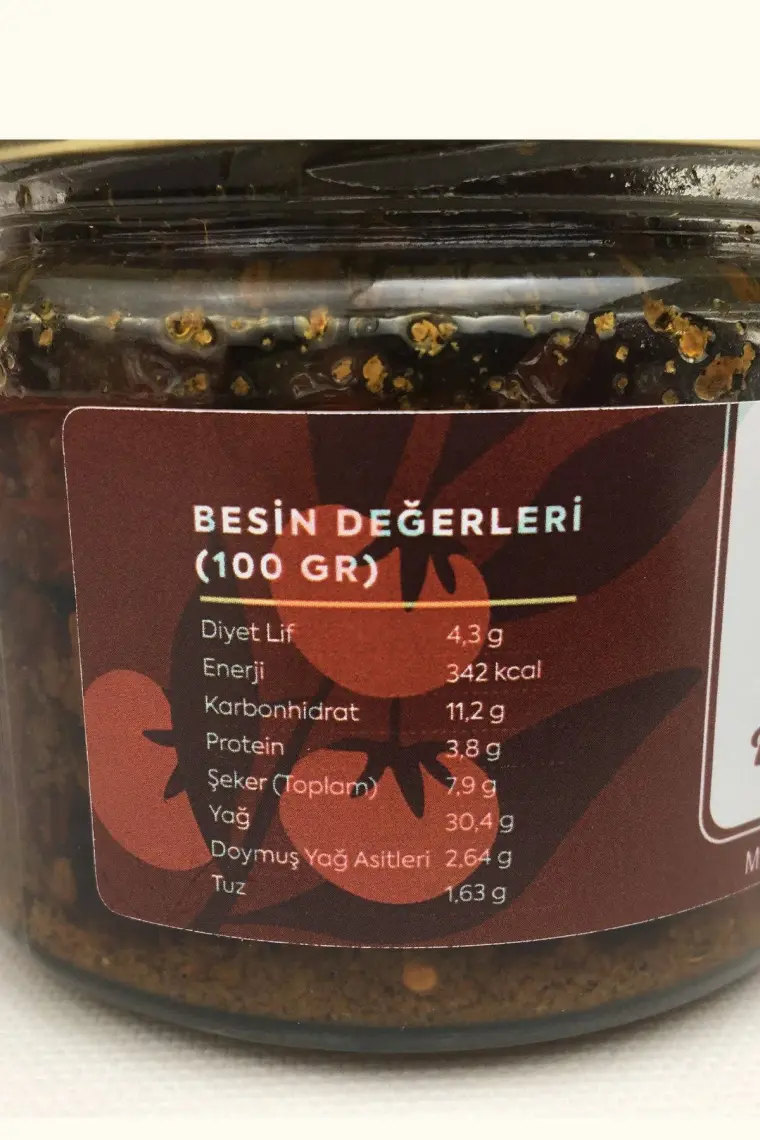 BESİN DEĞERLERİ
(100 GR)
Diyet Lif 4,3 g
Enerji 342 kcal
Karbonhidrat 11,2 g
Protein 3,8 g
Şeker (Toplam) 7,9 g
Yağ 30,4 g
Doymuş Yağ Asitleri 2,64 g
Tuz 1,63 g
M